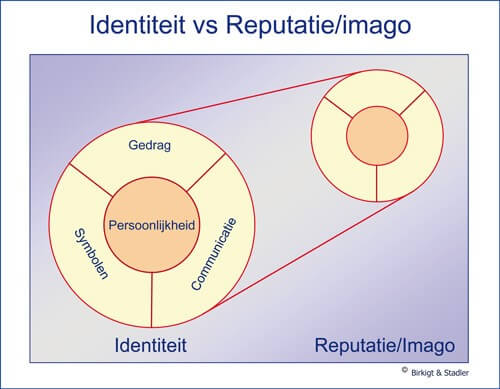 Identiteit vs Reputatie/imago
Gedrag
Persoonlijkheid
Symbolen
Communicatie
Identiteit
Reputatie/Imago
© Birkigt & Stadler